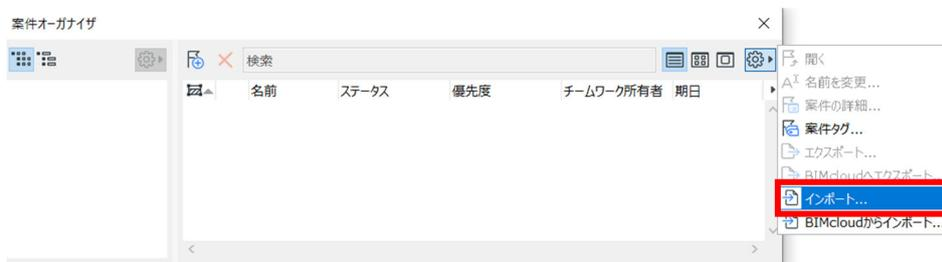 案件オーガナイザ
検索
名前 ステータス 優先度 チームワーク所有者 期日
開く
名前を変更...
案件の詳細...
案件タグ...
エクスポート...
BIMcloudへエクスポート...
インポート...
BIMcloudからインポート...